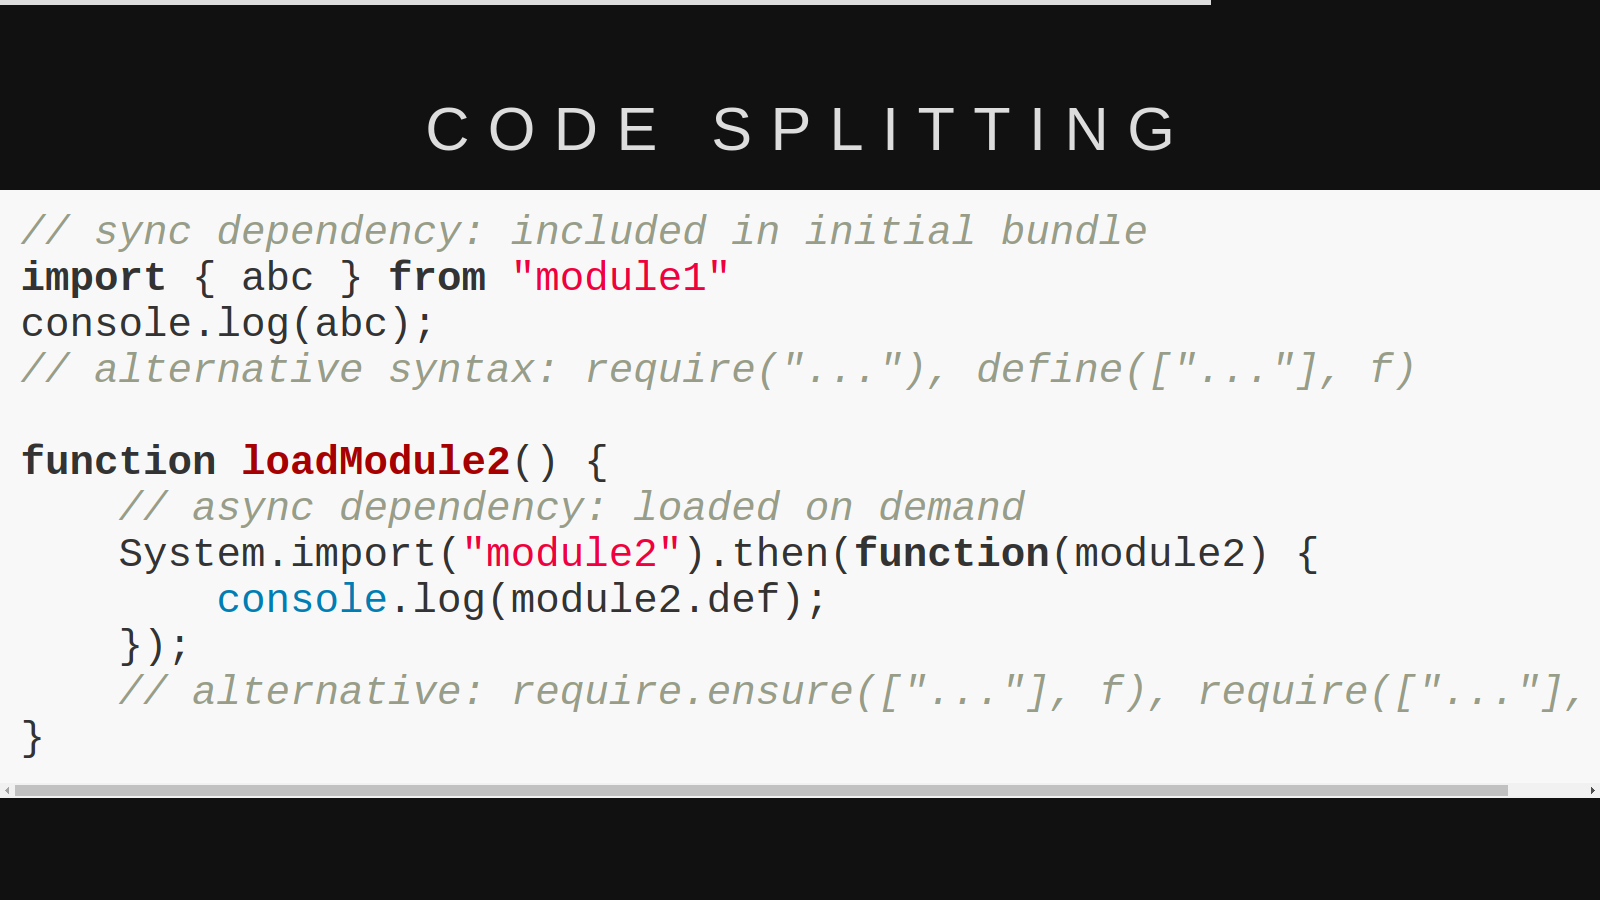 CODE SPLITTING
// sync dependency: included in initial bundle
import { abc } from "module1"
console.log(abc);
// alternative syntax: require("..."), define(["..."], f)
function loadModule2() {
// async dependency: loaded on demand
System.import("module2").then(function(module2) {
console.log(module2.def);
});
// alternative: require.ensure(["..."], f), require(["..."],
}